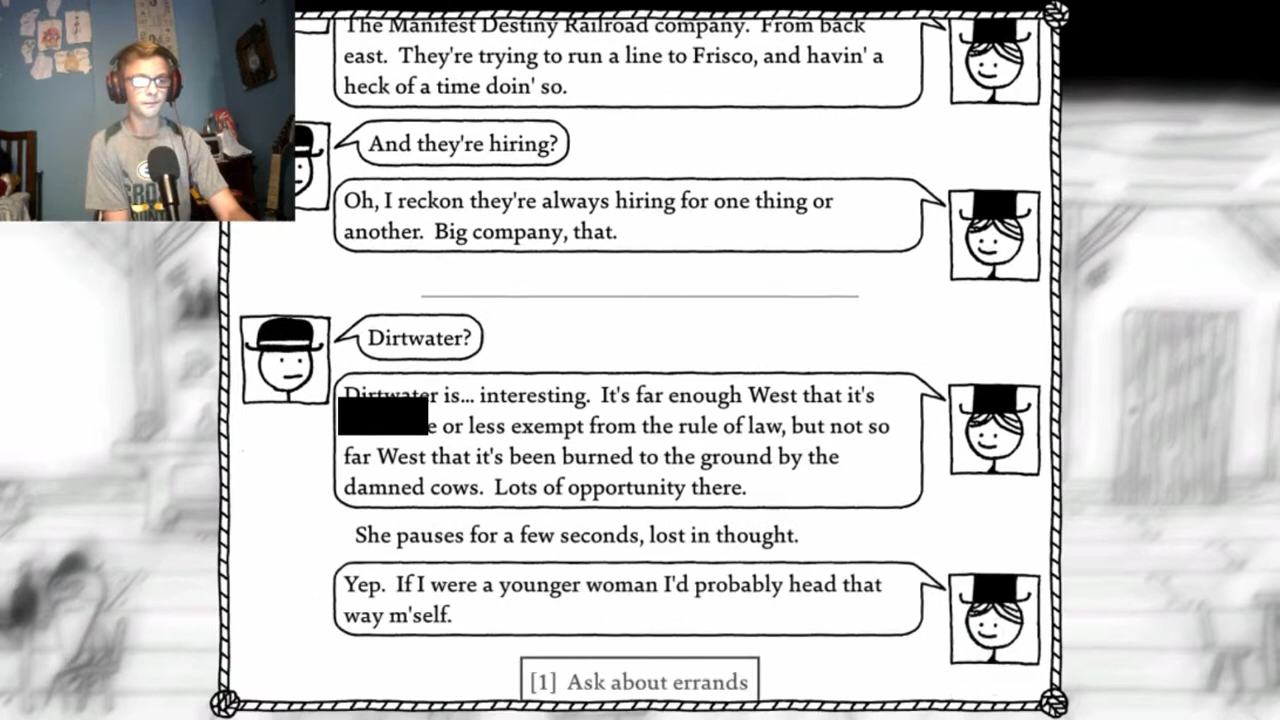 The Manifest Destiny Railroad company. From back
east. They're trying to run a line to Frisco, and havin' a
heck of a time doin' so.
And they're hiring?
Oh, I reckon they're always hiring for one thing or
another. Big company, that.
Dirtwater?
Dirtwater is... interesting. It's far enough West that it's
or less exempt from the rule of law, but not so
far West that it's been burned to the ground by the
damned cows. Lots of opportunity there.
She pauses for a few seconds, lost in thought.
Yep. If I were a younger woman I'd probably head that
way m'self.
[1] Ask about errands